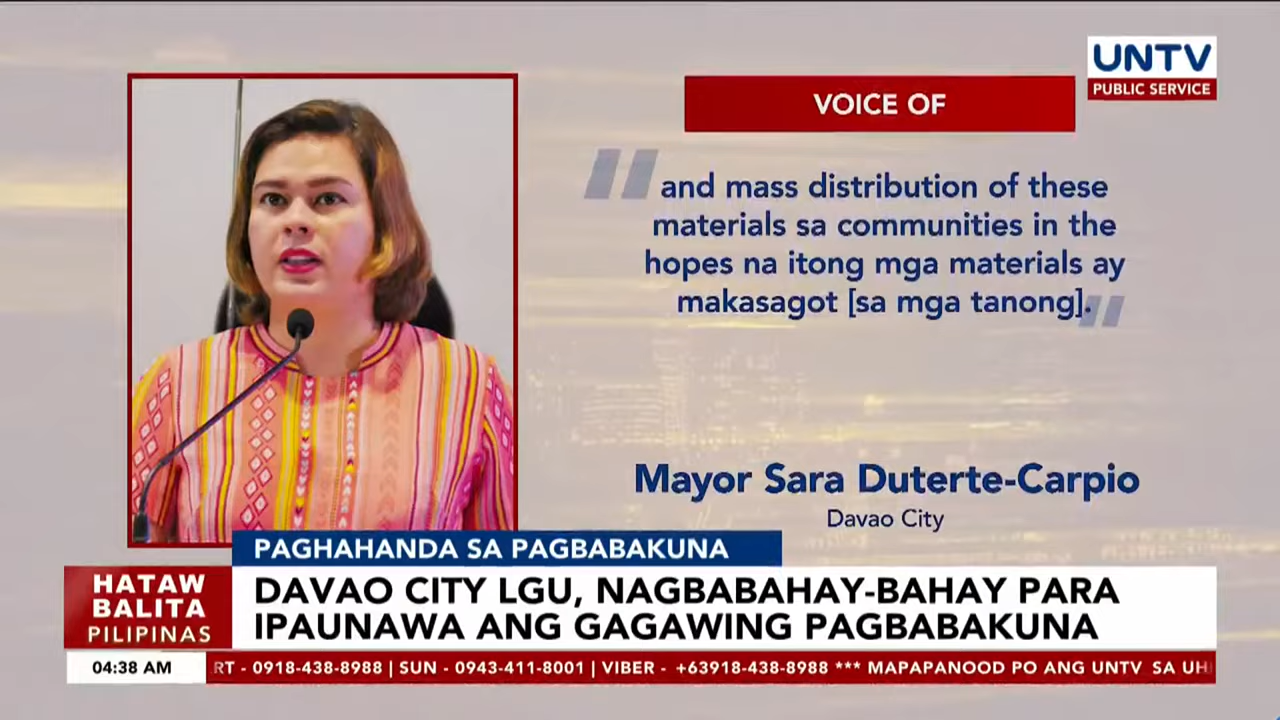 UNTV
PUBLIC SERVICE
VOICE OF
and mass distribution of these
materials sa communities in the
hopes na itong mga materials ay
makasagot [sa mga tanong].
Mayor Sara Duterte-Carpio
Davao City
PAGHAHANDA SA PAGBABAKUNA
HATAW
BALITA
PILIPINAS
DAVAO CITY LGU, NAGBABAHAY-BAHAY PARA
IPAUNAWA ANG GAGAWING PAGBABAKUNA
04:38 AM
RT - 0918-438-8988 | SUN - 0943-411-8001 | VIBER - +63918-438-8988 *** MAPAPANOOD PO ANG UNTV SA UH